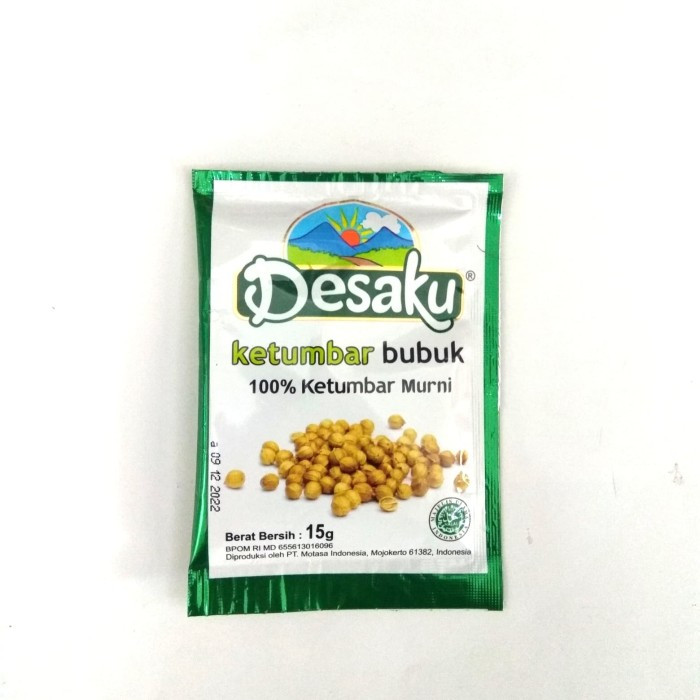 Desaku®
ketumbar bubuk
100% Ketumbar Murni
09 12 2022
Berat Bersih : 15g
BPOM RI MD 655613016096
Diproduksi oleh PT. Motasa Indonesia, Mojokerto 61382, Indonesia
INDONESIA